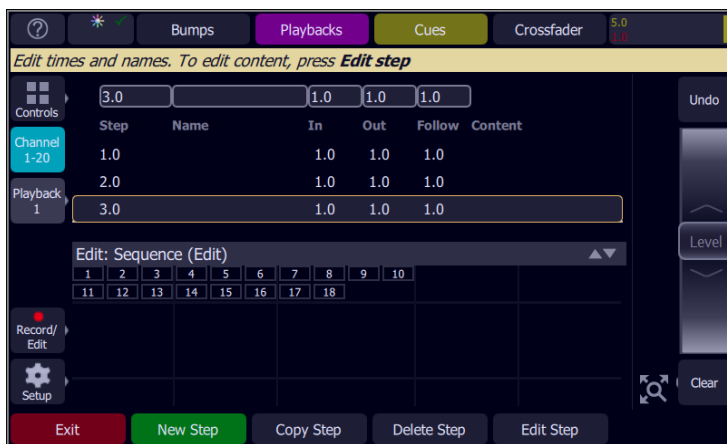 ?
Bumps
Playbacks
Cues
Crossfader
5.0
1.0
Edit times and names. To edit content, press Edit step
Controls
3.0 1.0 1.0 1.0
Undo
Step Name In Out Follow Content
Channel
1-20
1.0 1.0 1.0 1.0
2.0 1.0 1.0 1.0
Playback
1
3.0 1.0 1.0 1.0
Level
Edit: Sequence (Edit)
1 2 3 4 5 6 7 8 9 10
11 12 13 14 15 16 17 18
Record/
Edit
Setup
Clear
Exit
New Step
Copy Step
Delete Step
Edit Step